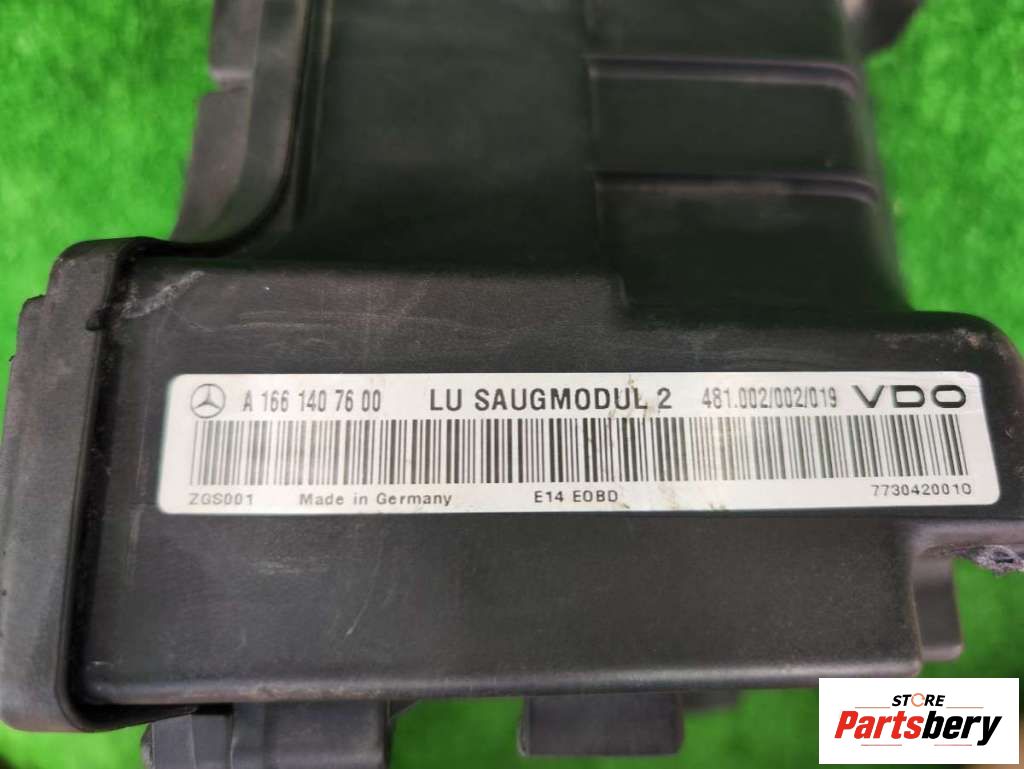 A 166 140 76 00 LU SAUGMODUL 2 481.002/002/019 VDO
ZGS001 Made in Germany E14 EOBD 7730420010
STORE
Partsbery